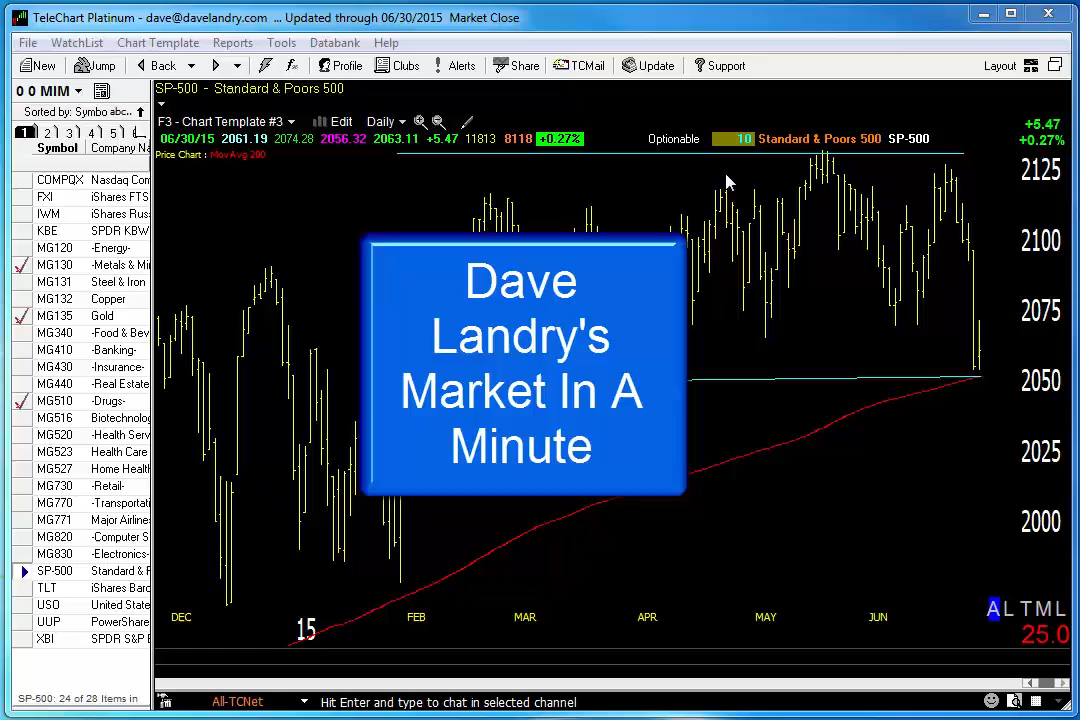 TeleChart Platinum - dave@davelandry.com ... Updated through 06/30/2015 Market Close
File WatchList Chart Template Reports Tools Databank Help
New Jump Back Profile Clubs Alerts Share TCMail Update Support Layout
0 0 MIM
Sorted by: Symbo abc..
1 2 3 4 5
Symbol Company Na
COMPQX Nasdaq Com
FXI iShares FTS
IWM iShares Rus
KBE SPDR KBW
MG120 -Energy-
MG130 -Metals & Mi
MG131 Steel & Iron
MG132 Copper
MG135 Gold
MG340 -Food & Bev
MG410 -Banking-
MG430 -Insurance-
MG440 -Real Estate
MG510 -Drugs-
MG516 Biotechnolog
MG520 -Health Serv
MG523 Health Care
MG527 Home Health
MG730 -Retail-
MG770 -Transportati
MG771 Major Airline
MG820 -Computer S
MG830 -Electronics-
SP-500 Standard & F
TLT iShares Barc
USO United State
UUP PowerShare
XBI SPDR S&P E
SP-500: 24 of 28 Items in
SP-500 - Standard & Poors 500
F3 - Chart Template #3 Edit Daily
06/30/15 2061.19 2074.28 2056.32 2063.11 +5.47 11813 8118 +0.27% Optionable 10 Standard & Poors 500 SP-500
+5.47
+0.27%
Price Chart : Mov Avg 200
2125
2100
2075
2050
2025
2000
Dave
Landry's
Market In A
Minute
DEC 15 FEB MAR APR MAY JUN
A L T M L
25.0
All-TCNet Hit Enter and type to chat in selected channel